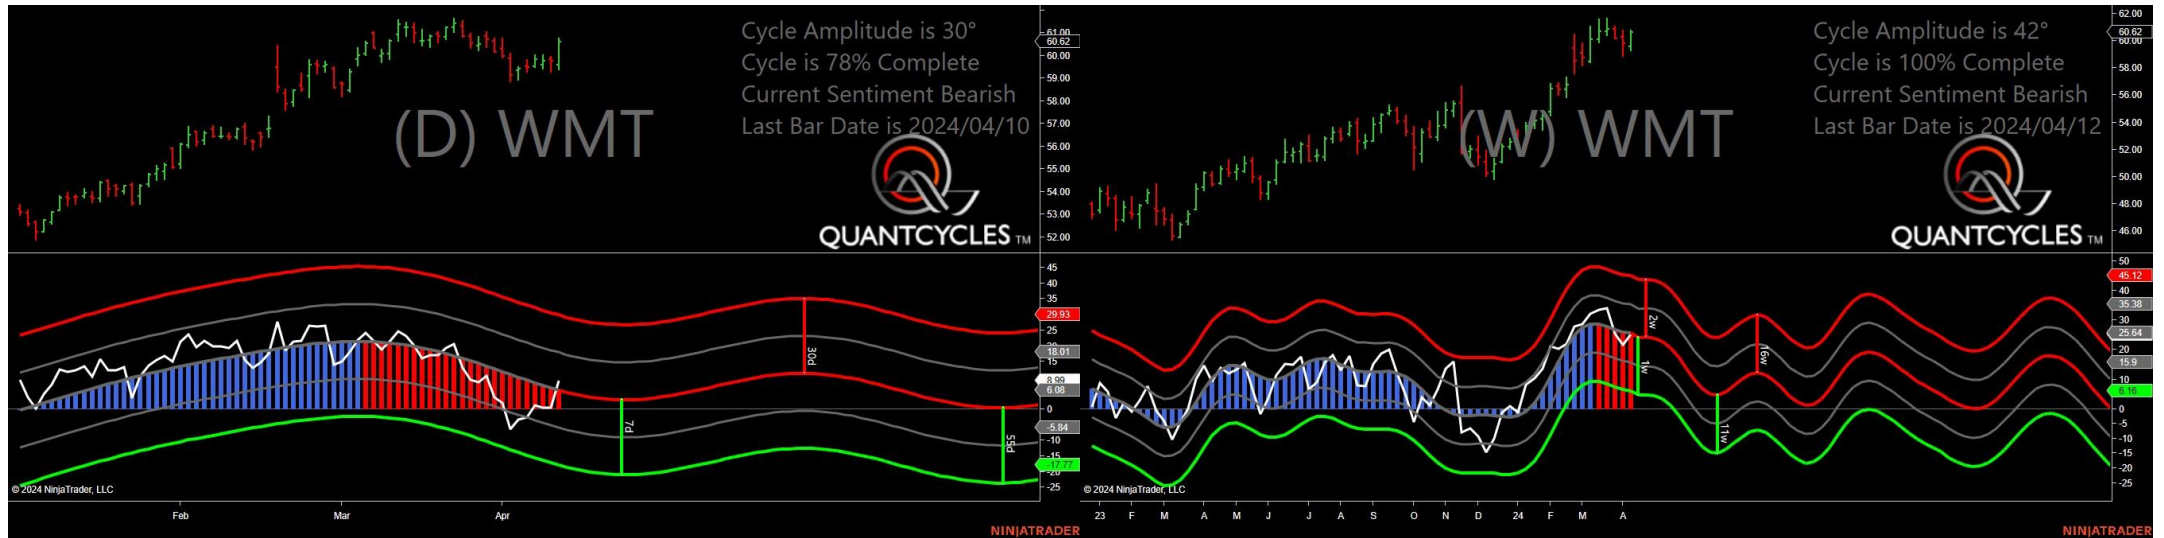 Cycle Amplitude is 30°
Cycle is 78% Complete
Current Sentiment Bearish
Last Bar Date is 2024/04/10
(D) WMT
QUANTCYCLES TM
61.00
60.62
60.00
59.00
58.00
57.00
56.00
55.00
54.00
53.00
52.00
45
40
35
29.93
25
18.01
15
8.99
6.08
0
-5.84
-10
-15
-17.77
-20
-25
30d
7d
55d
© 2024 NinjaTrader, LLC
Feb Mar Apr
NINJATRADER
Cycle Amplitude is 42°
Cycle is 100% Complete
Current Sentiment Bearish
Last Bar Date is 2024/04/12
(W) WMT
QUANTCYCLES TM
62.00
60.62
60.00
58.00
56.00
54.00
52.00
50.00
48.00
46.00
50
45.12
40
35.38
25.64
20
15.9
10
6.16
0
-5
-10
-15
-20
-25
2w
1w
16w
11w
© 2024 NinjaTrader, LLC
23 F M A M J J A S O N D 24 F M A
NINJATRADER